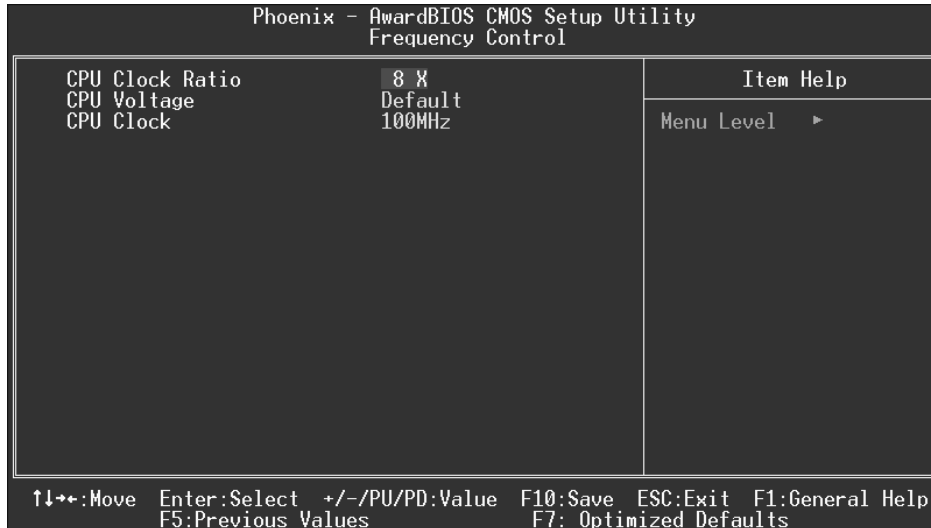 Phoenix - AwardBIOS CMOS Setup Utility
Frequency Control
CPU Clock Ratio 8 X
CPU Voltage Default
CPU Clock 100MHz
Item Help
Menu Level ►
↑↓→←:Move Enter:Select +/-/PU/PD:Value F10:Save ESC:Exit F1:General Help
F5:Previous Values F7: Optimized Defaults